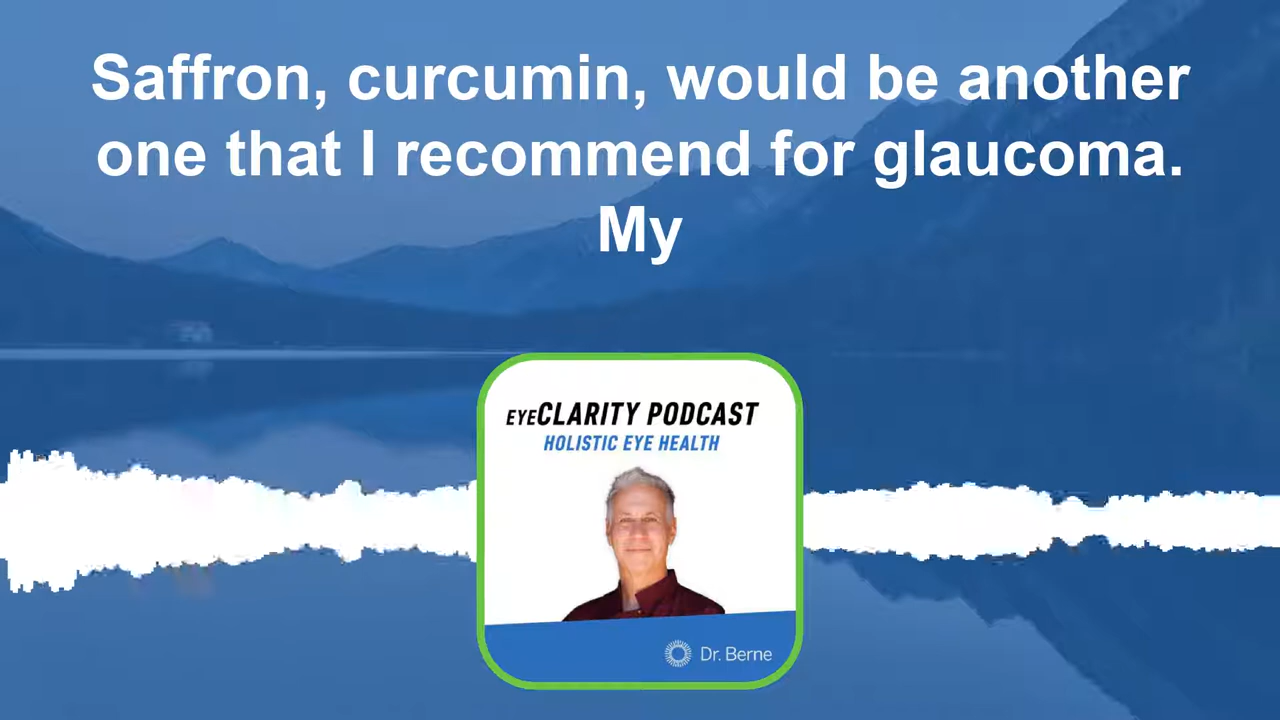 Saffron, curcumin, would be another
one that I recommend for glaucoma.
My
EYECLARITY PODCAST
HOLISTIC EYE HEALTH
Dr. Berne